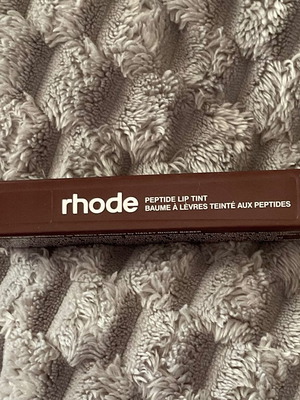 rhode
PEPTIDE LIP TINT
BAUME À LÈVRES TEINTÉ AUX PEPTIDES